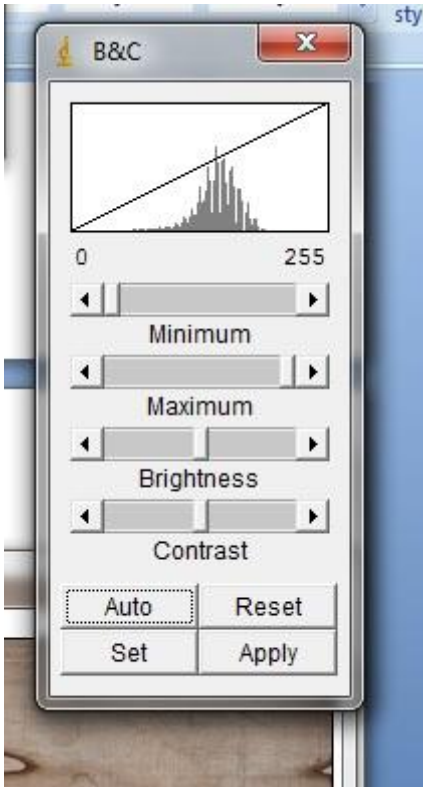 sty
B&C
0 255
Minimum
Maximum
Brightness
Contrast
Auto Reset
Set Apply